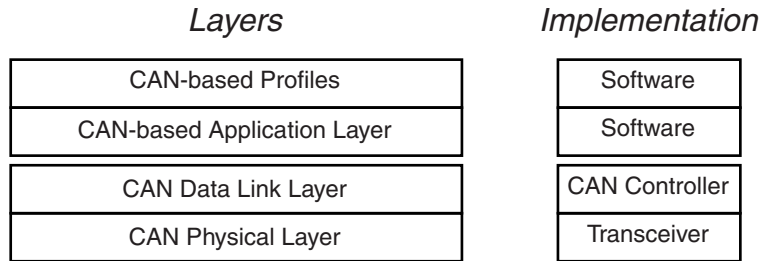 Layers Implementation
CAN-based Profiles Software
CAN-based Application Layer Software
CAN Data Link Layer CAN Controller
CAN Physical Layer Transceiver